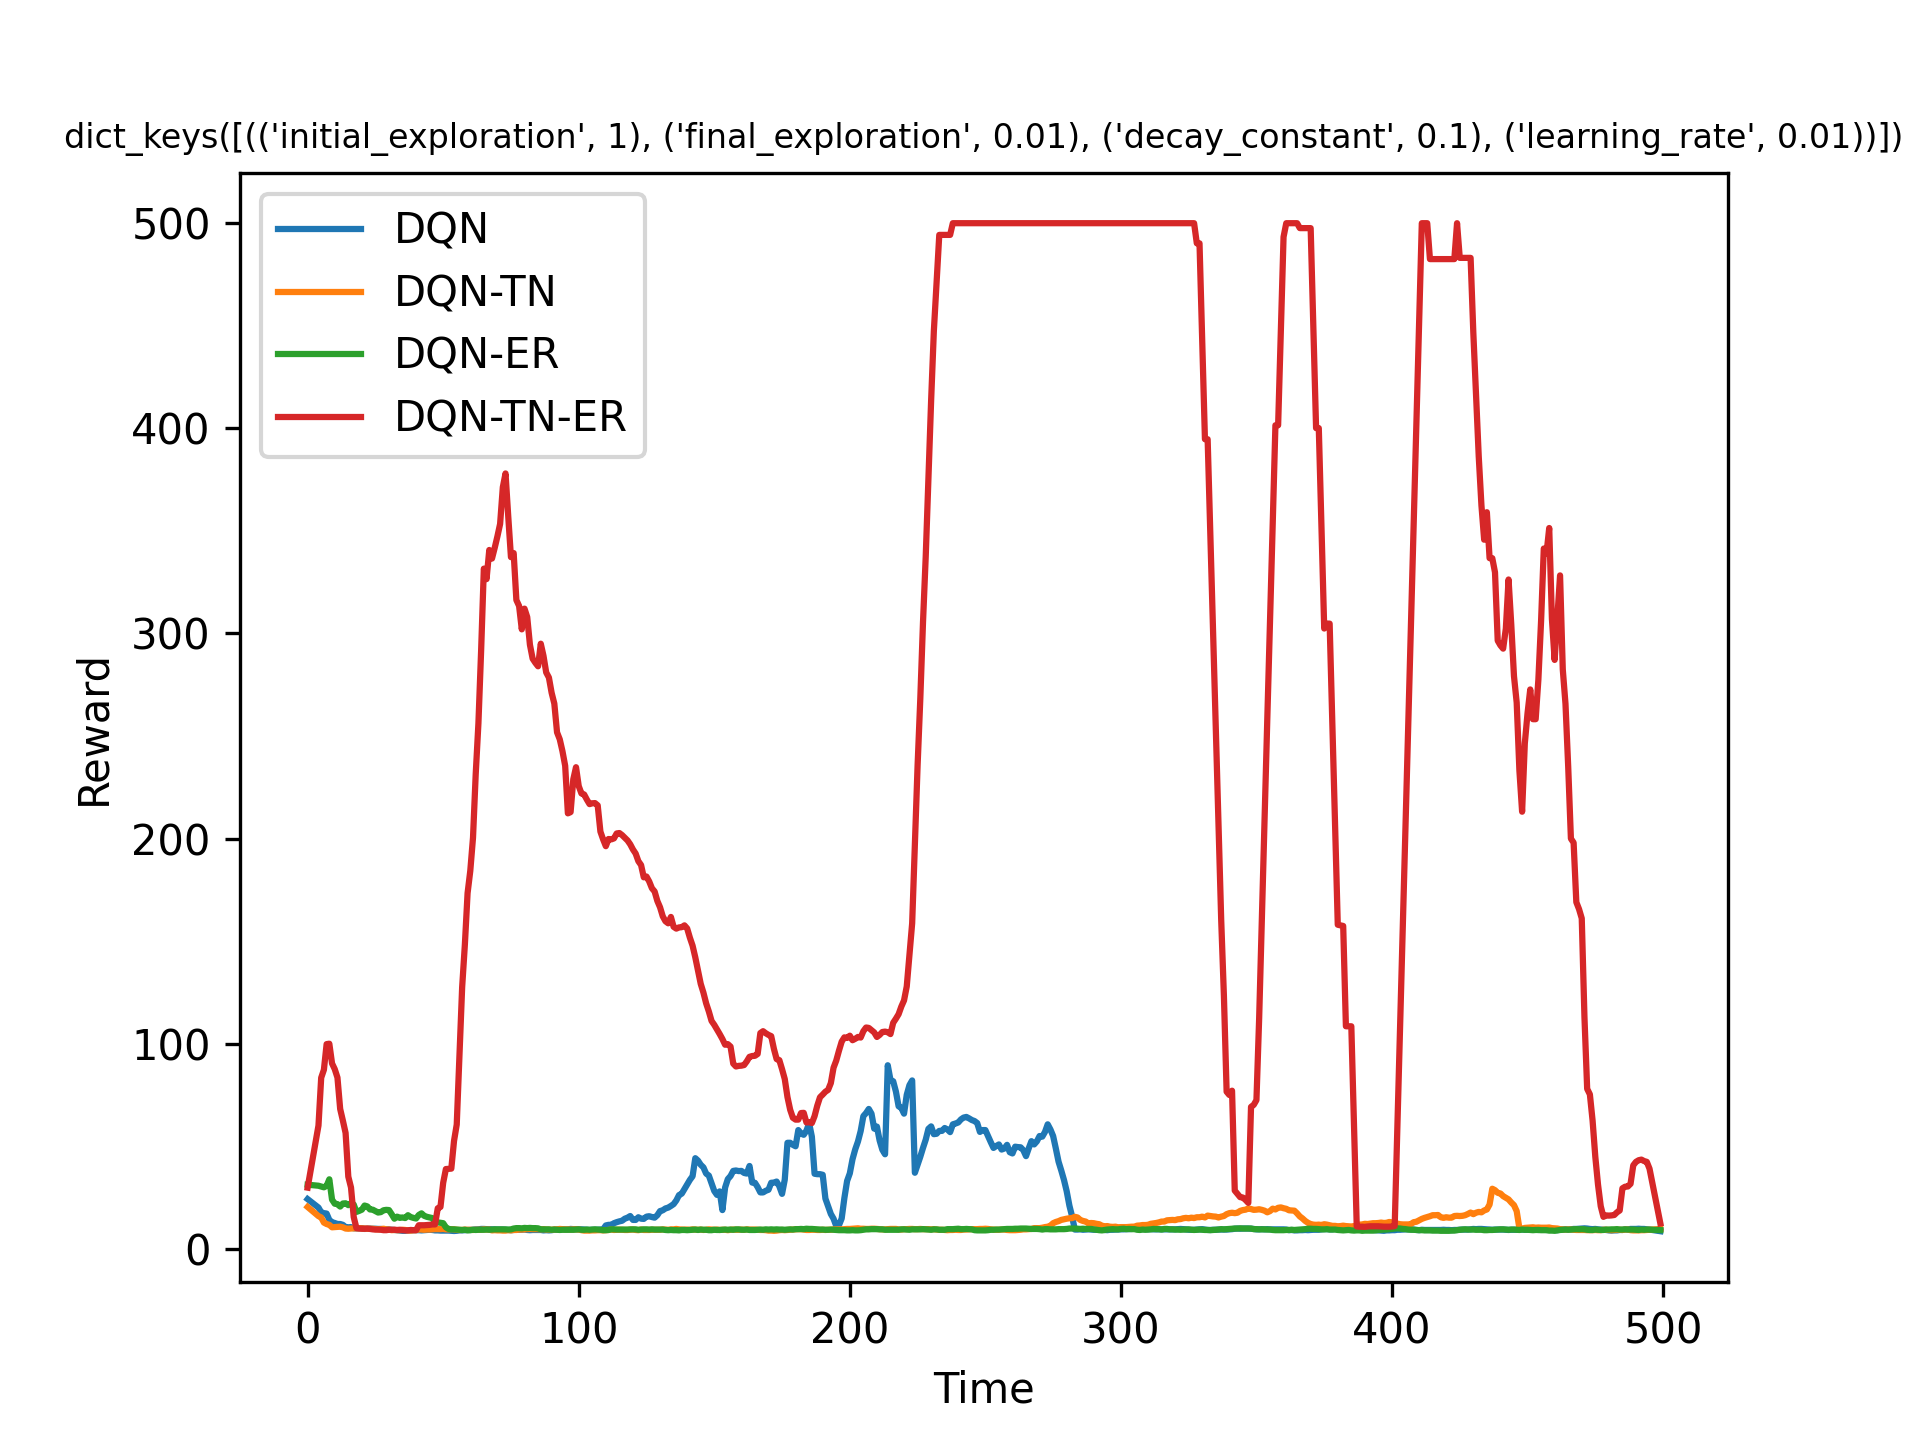 dict_keys([(('initial_exploration', 1), ('final_exploration', 0.01), ('decay_constant', 0.1), ('learning_rate', 0.01))])
DQN
DQN-TN
DQN-ER
DQN-TN-ER
500
400
300
200
100
0
Reward
0 100 200 300 400 500
Time